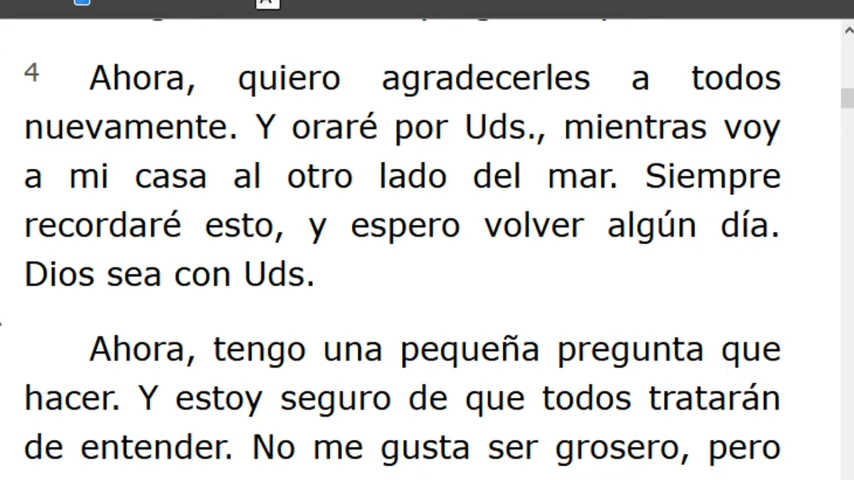 4 Ahora, quiero agradecerles a todos
nuevamente. Y oraré por Uds., mientras voy
a mi casa al otro lado del mar. Siempre
recordaré esto, y espero volver algún día.
Dios sea con Uds.
Ahora, tengo una pequeña pregunta que
hacer. Y estoy seguro de que todos tratarán
de entender. No me gusta ser grosero, pero